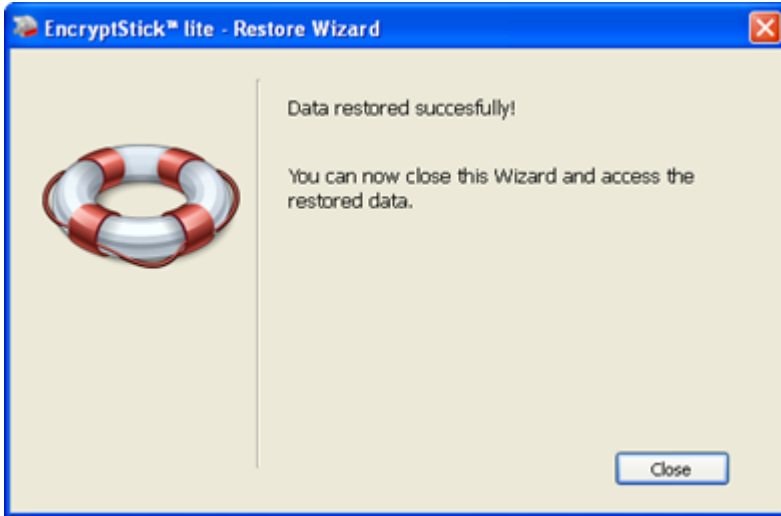 EncryptStick™ lite - Restore Wizard
Data restored succesfully!
You can now close this Wizard and access the
restored data.
Close